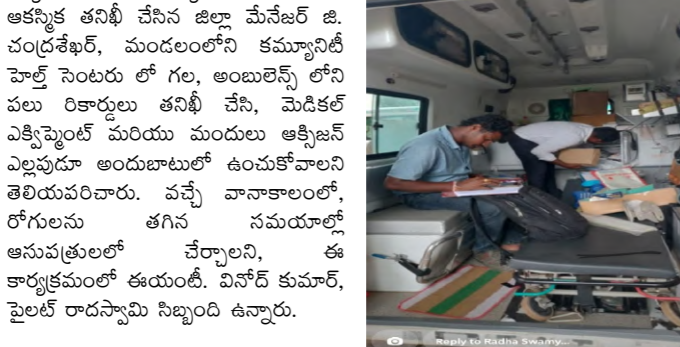 ఆకస్మిక తనిఖీ చేసిన జిల్లా మేనేజర్ జి.
చంద్రశేఖర్, మండలంలోని కమ్యూనిటీ
హెల్త్ సెంటరు లో గల, అంబులెన్స్ లోని
పలు రికార్డులు తనిఖీ చేసి, మెడికల్
ఎక్విప్మెంట్ మరియు మందులు ఆక్సిజన్
ఎల్లపుడూ అందుబాటులో ఉంచుకోవాలని
తెలియపరిచారు. వచ్చే వానాకాలంలో,
రోగులను తగిన సమయాల్లో
ఆసుపత్రులలో చేర్చాలని, ఈ
కార్యక్రమంలో ఈయంటీ. వినోద్ కుమార్,
పైలట్ రాదస్వామి సిబ్బంది ఉన్నారు.
Reply to Radha Swamy...